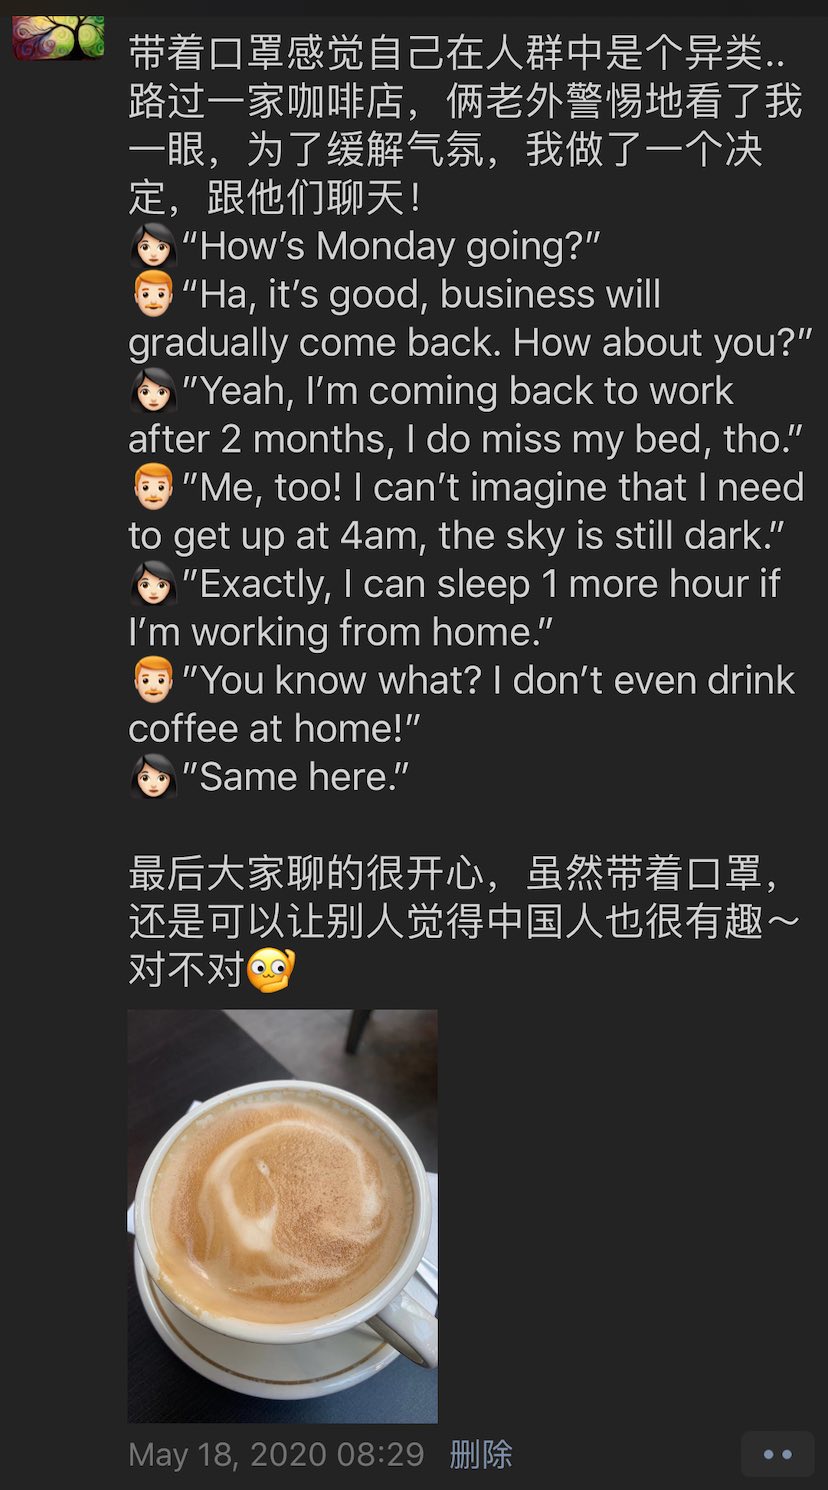 带着口罩感觉自己在人群中是个异类..
路过一家咖啡店，俩老外警惕地看了我
一眼，为了缓解气氛，我做了一个决
定，跟他们聊天！
👩🏻“How’s Monday going?”
👨🏻‍🦰“Ha, it’s good, business will
gradually come back. How about you?”
👩🏻”Yeah, I’m coming back to work
after 2 months, I do miss my bed, tho.”
👨🏻‍🦰”Me, too! I can’t imagine that I need
to get up at 4am, the sky is still dark.”
👩🏻”Exactly, I can sleep 1 more hour if
I’m working from home.”
👨🏻‍🦰”You know what? I don’t even drink
coffee at home!”
👩🏻”Same here.”
最后大家聊的很开心，虽然带着口罩，
还是可以让别人觉得中国人也很有趣～
对不对
May 18, 2020 08:29 删除